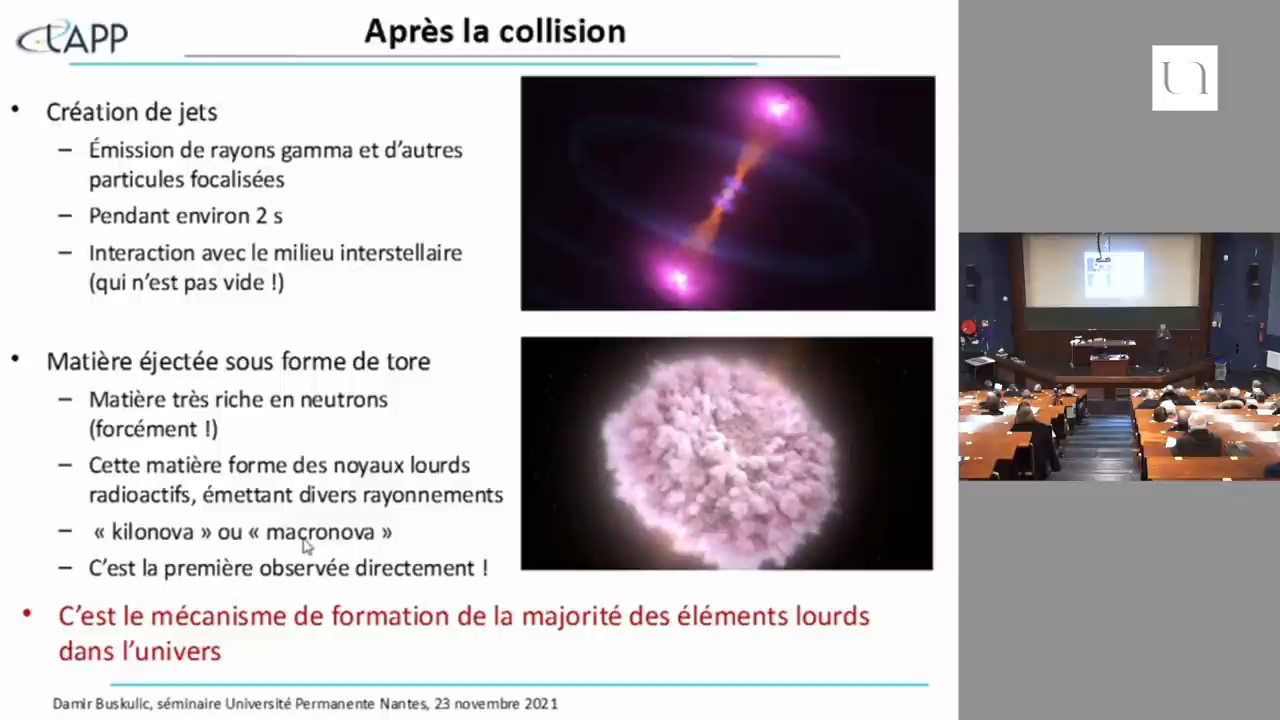 LAPP
Après la collision
• Création de jets
– Émission de rayons gamma et d’autres
particules focalisées
– Pendant environ 2 s
– Interaction avec le milieu interstellaire
(qui n’est pas vide !)
• Matière éjectée sous forme de tore
– Matière très riche en neutrons
(forcément !)
– Cette matière forme des noyaux lourds
radioactifs, émettant divers rayonnements
– « kilonova » ou « macronova »
– C’est la première observée directement !
• C’est le mécanisme de formation de la majorité des éléments lourds
dans l’univers
Damir Buskulic, séminaire Université Permanente Nantes, 23 novembre 2021